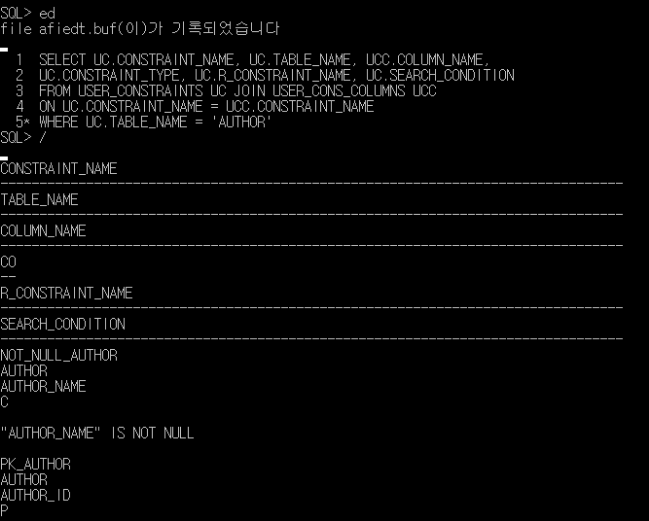 SQL> ed
file afiedt.buf(이)가 기록되었습니다
1 SELECT UC.CONSTRAINT_NAME, UC.TABLE_NAME, UCC.COLUMN_NAME,
2 UC.CONSTRAINT_TYPE, UC.R_CONSTRAINT_NAME, UC.SEARCH_CONDITION
3 FROM USER_CONSTRAINTS UC JOIN USER_CONS_COLUMNS UCC
4 ON UC.CONSTRAINT_NAME = UCC.CONSTRAINT_NAME
5* WHERE UC.TABLE_NAME = 'AUTHOR'
SQL> /
CONSTRAINT_NAME
--------------------------------------------------------------------------------
TABLE_NAME
--------------------------------------------------------------------------------
COLUMN_NAME
--------------------------------------------------------------------------------
CO
--
R_CONSTRAINT_NAME
--------------------------------------------------------------------------------
SEARCH_CONDITION
--------------------------------------------------------------------------------
NOT_NULL_AUTHOR
AUTHOR
AUTHOR_NAME
C
"AUTHOR_NAME" IS NOT NULL
PK_AUTHOR
AUTHOR
AUTHOR_ID
P